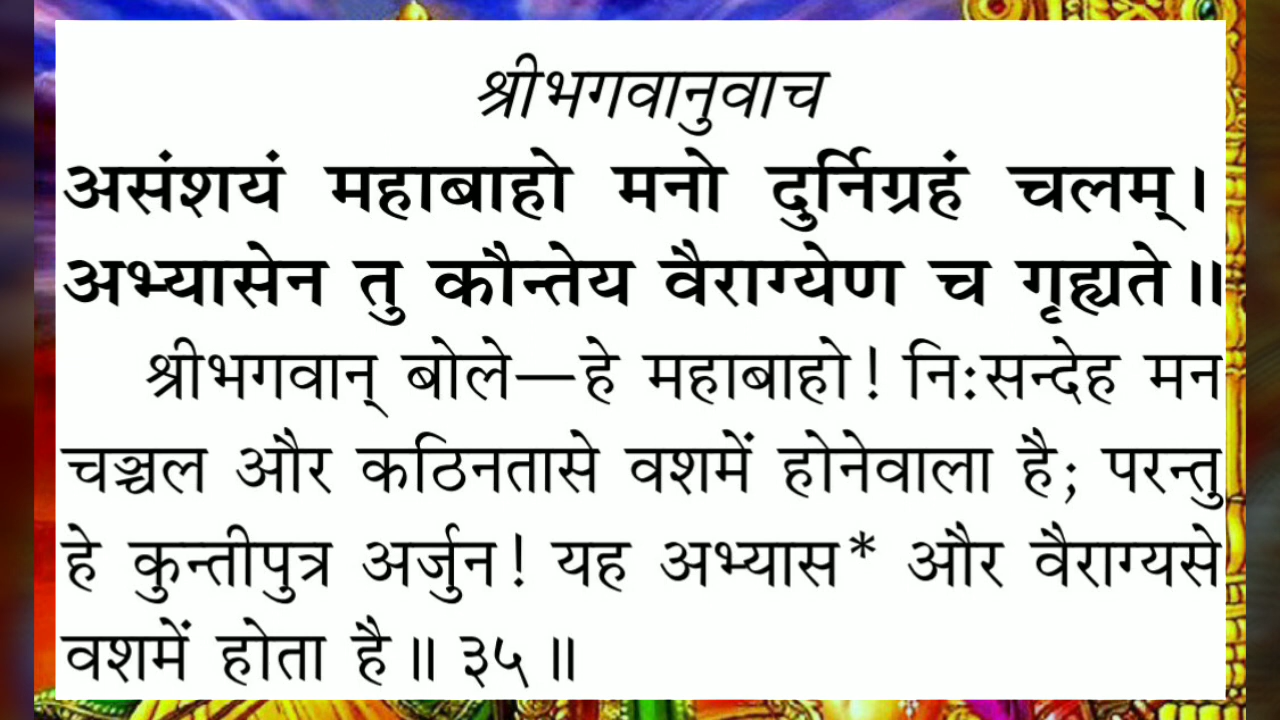 श्रीभगवानुवाच
असंशयं महाबाहो मनो दुर्निग्रहं चलम्।
अभ्यासेन तु कौन्तेय वैराग्येण च गृह्यते॥
श्रीभगवान् बोले—हे महाबाहो! नि:सन्देह मन
चञ्चल और कठिनतासे वशमें होनेवाला है; परन्तु
हे कुन्तीपुत्र अर्जुन! यह अभ्यास* और वैराग्यसे
वशमें होता है॥ ३५॥